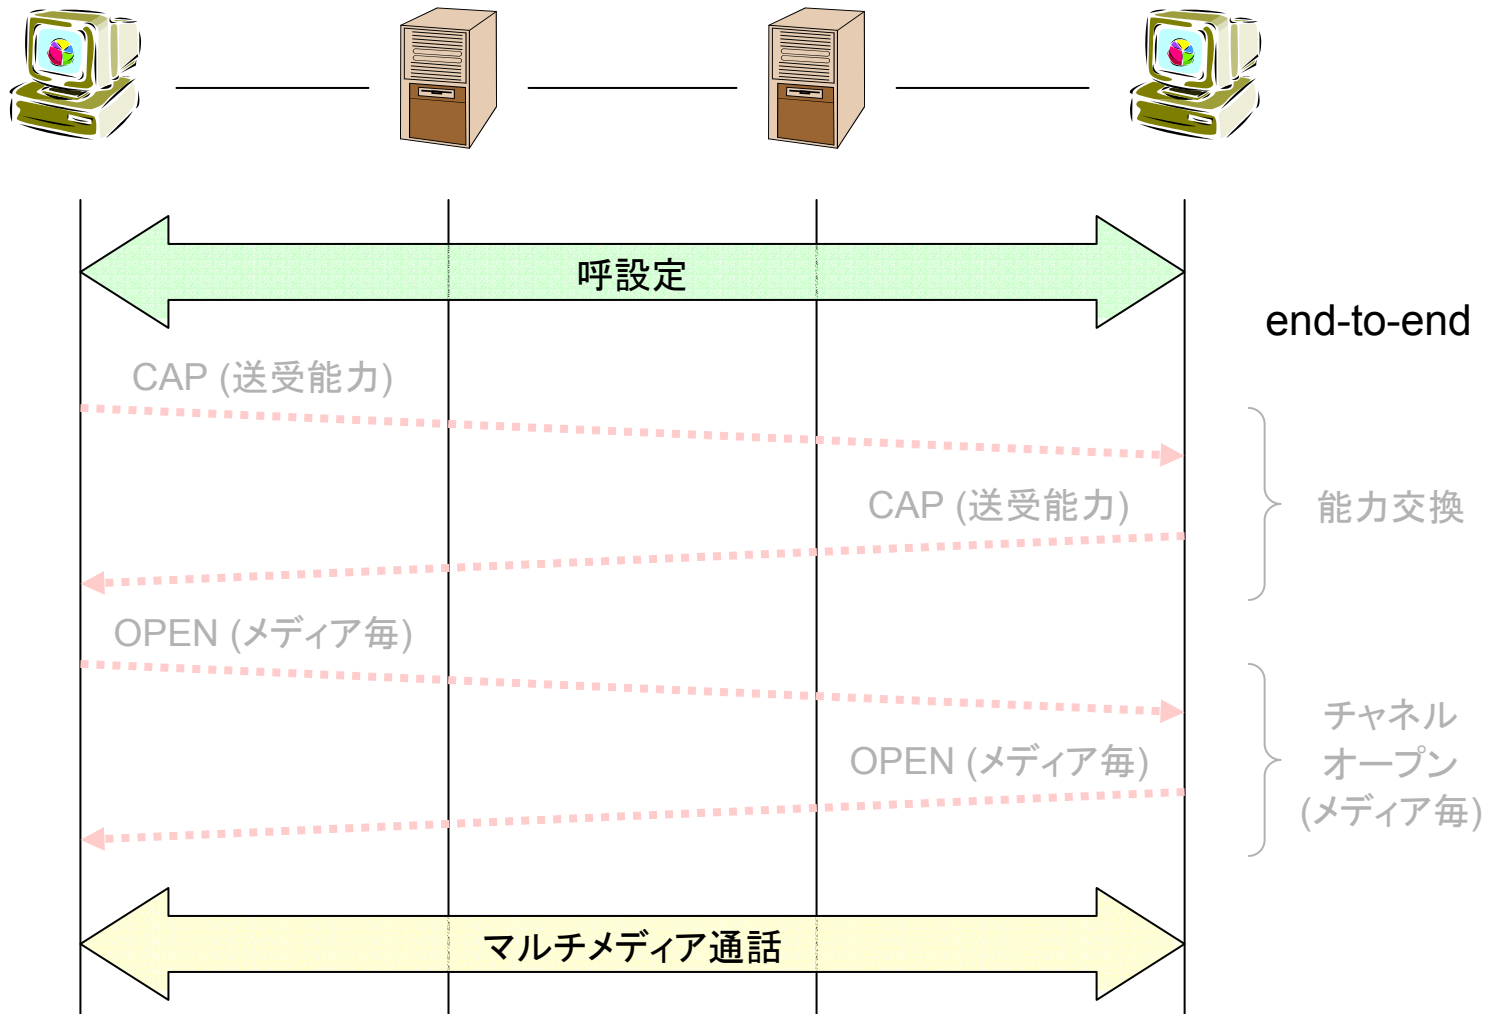 呼設定
end-to-end
CAP (送受能力)
CAP (送受能力)
能力交換
OPEN (メディア毎)
チャネル
オープン
(メディア毎)
OPEN (メディア毎)
マルチメディア通話